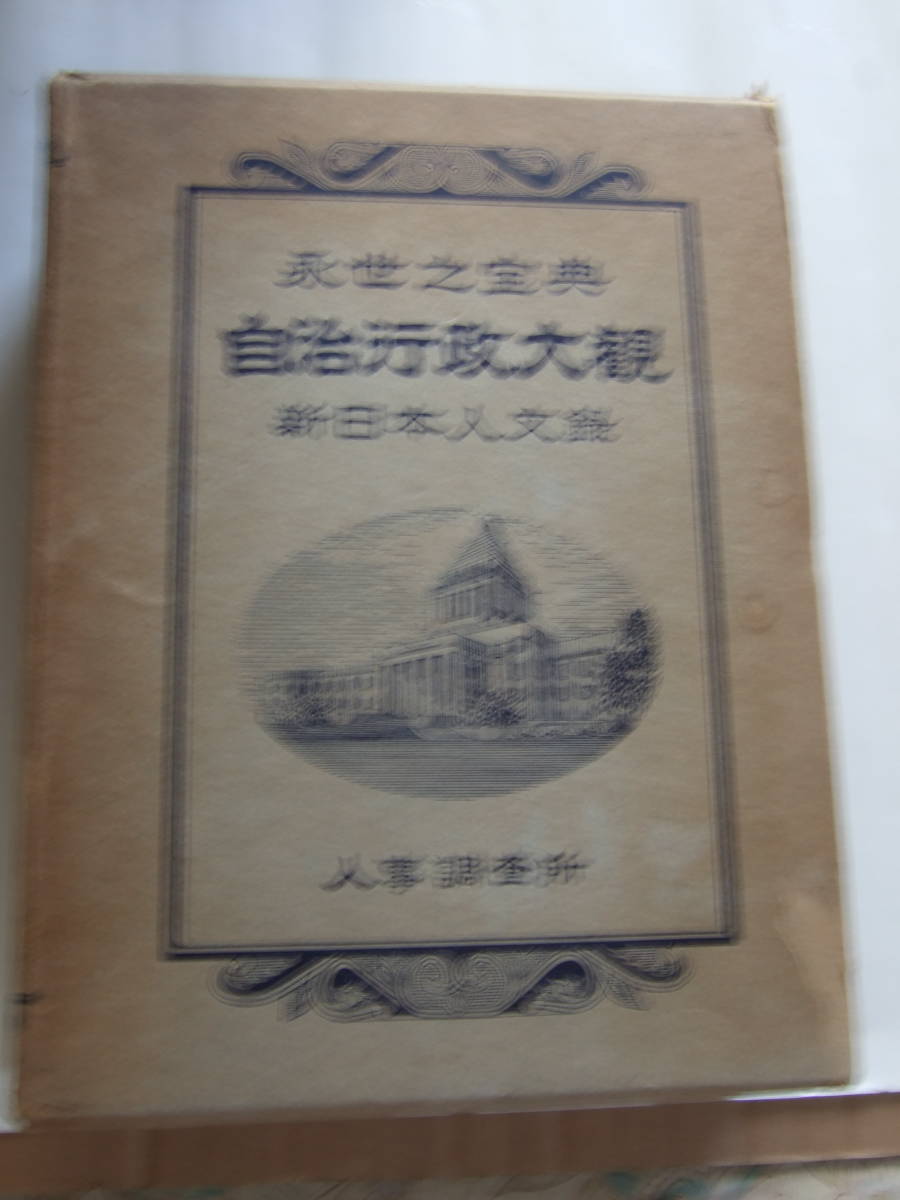 永世之宝典
自治行政大観
新日本人文録
人事調査所